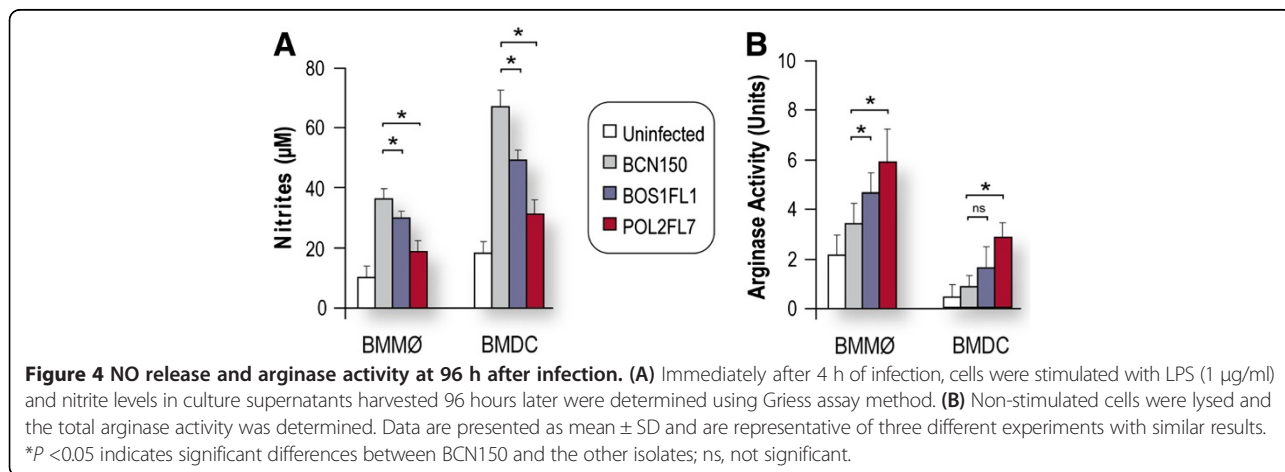 A
B
80
60
40
20
0
Nitrites (µM)
*
*
*
*
BMMØ
BMDC
Uninfected
BCN150
BOS1FL1
POL2FL7
10
8
6
4
2
0
Arginase Activity (Units)
*
*
*
ns
BMMØ
BMDC
Figure 4 NO release and arginase activity at 96 h after infection. (A) Immediately after 4 h of infection, cells were stimulated with LPS (1 µg/ml)
and nitrite levels in culture supernatants harvested 96 hours later were determined using Griess assay method. (B) Non-stimulated cells were lysed and
the total arginase activity was determined. Data are presented as mean ± SD and are representative of three different experiments with similar results.
*P <0.05 indicates significant differences between BCN150 and the other isolates; ns, not significant.